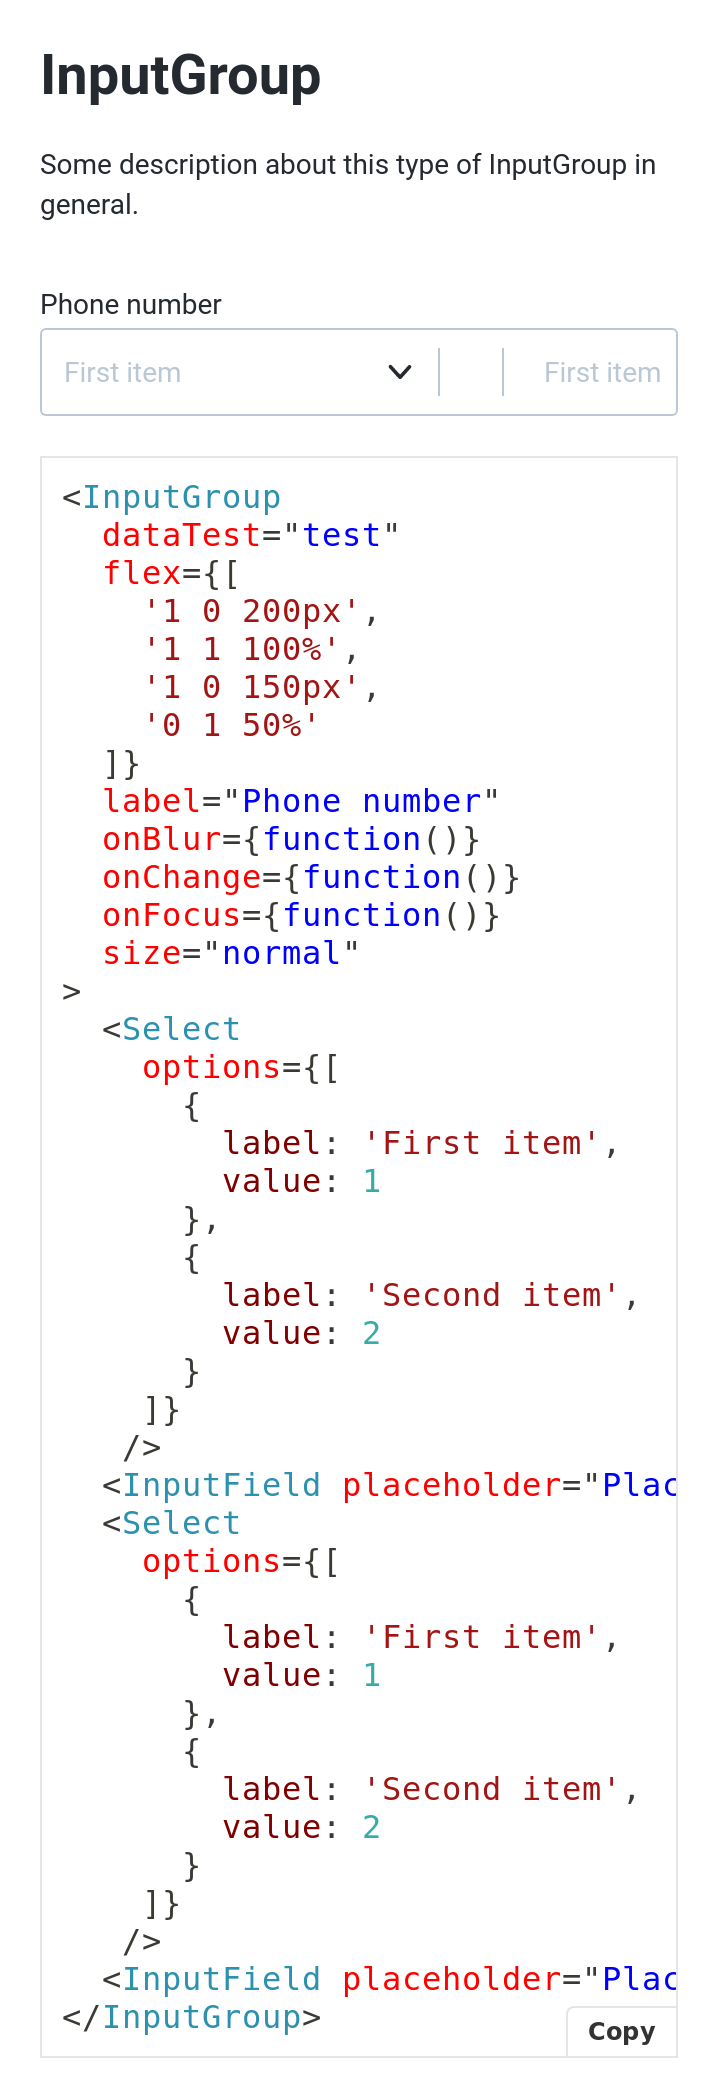 InputGroup
Some description about this type of InputGroup in
general.
Phone number
First item First item
<InputGroup
  dataTest="test"
  flex={[
    '1 0 200px',
    '1 1 100%',
    '1 0 150px',
    '0 1 50%'
  ]}
  label="Phone number"
  onBlur={function()}
  onChange={function()}
  onFocus={function()}
  size="normal"
>
  <Select
    options={[
      {
        label: 'First item',
        value: 1
      },
      {
        label: 'Second item',
        value: 2
      }
    ]}
   />
  <InputField placeholder="Plac
  <Select
    options={[
      {
        label: 'First item',
        value: 1
      },
      {
        label: 'Second item',
        value: 2
      }
    ]}
   />
  <InputField placeholder="Plac
</InputGroup>
Copy